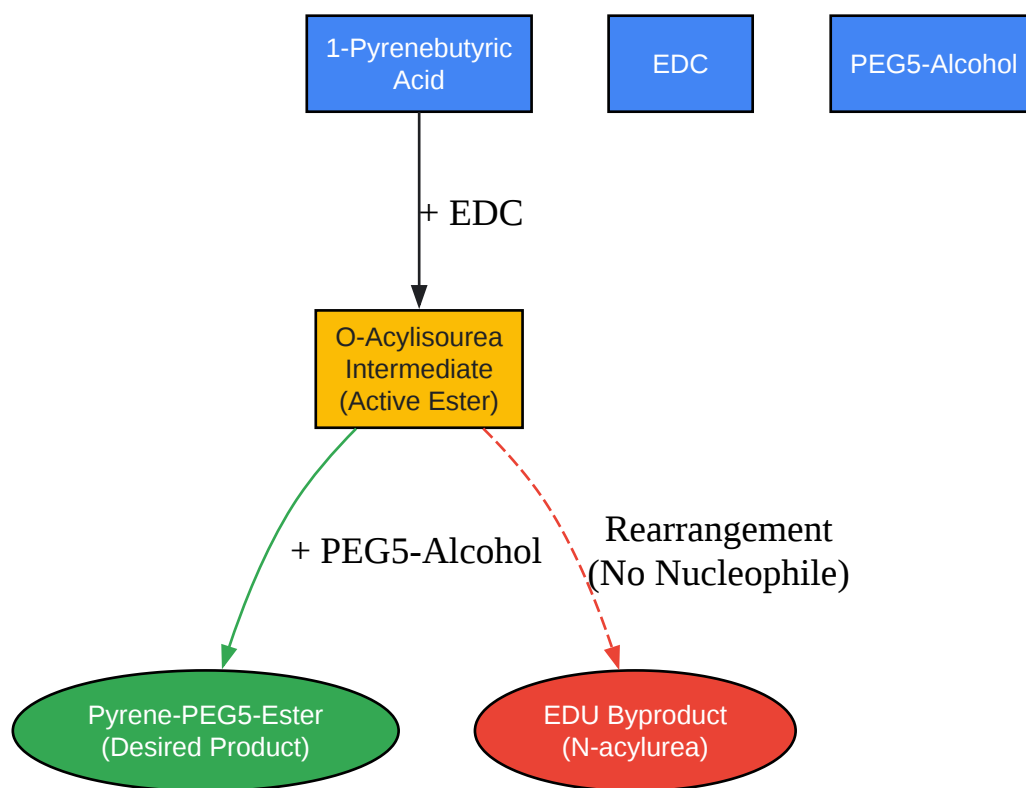 1-Pyrenebutyric
Acid
EDC
PEG5-Alcohol
+ EDC
O-Acylisourea
Intermediate
(Active Ester)
+ PEG5-Alcohol
Rearrangement
(No Nucleophile)
Pyrene-PEG5-Ester
(Desired Product)
EDU Byproduct
(N-acylurea)